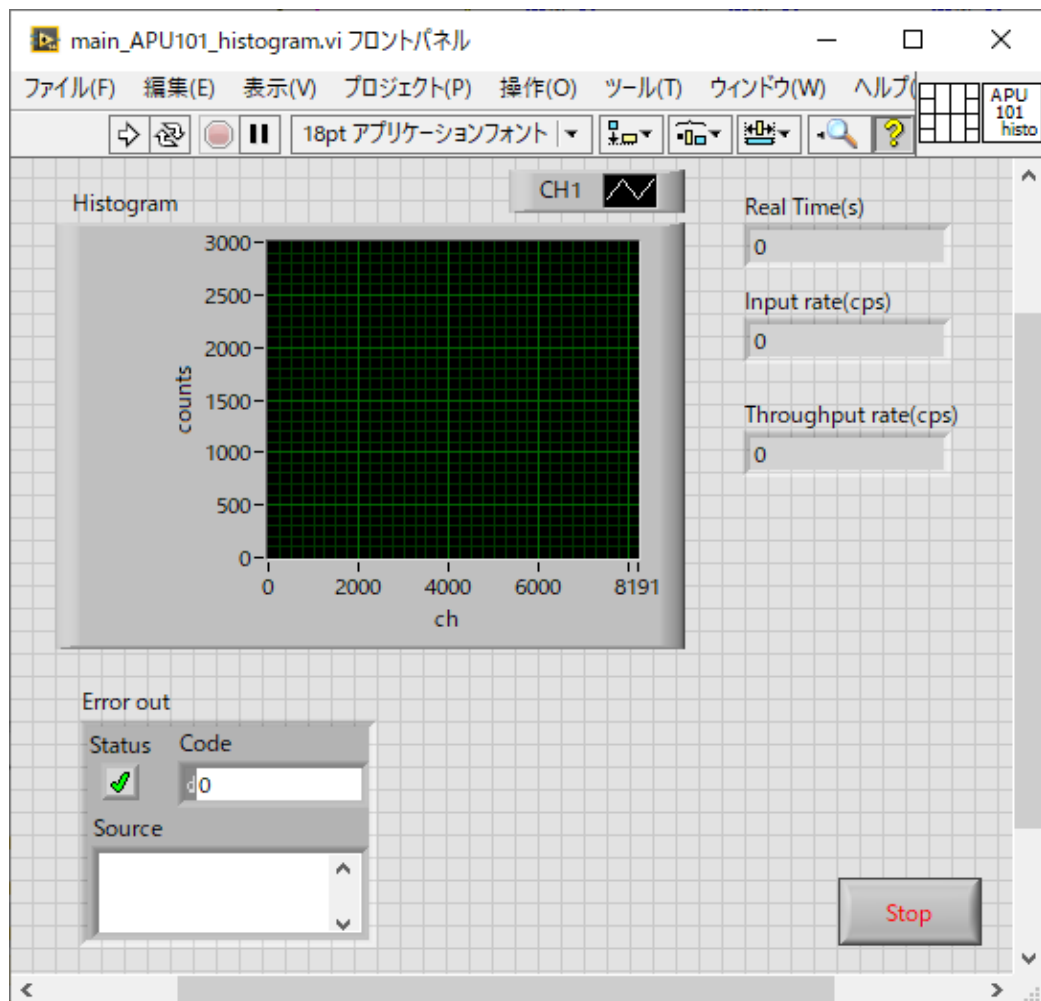 main_APU101_histogram.vi フロントパネル
ファイル(F) 編集(E) 表示(V) プロジェクト(P) 操作(O) ツール(T) ウィンドウ(W) ヘルプ(
18pt アプリケーションフォント
APU
101
histo
CH1
Histogram
3000
2500
2000
1500
1000
500
0
counts
0 2000 4000 6000 8191
ch
Real Time(s)
0
Input rate(cps)
0
Throughput rate(cps)
0
Error out
Status Code
d 0
Source
Stop